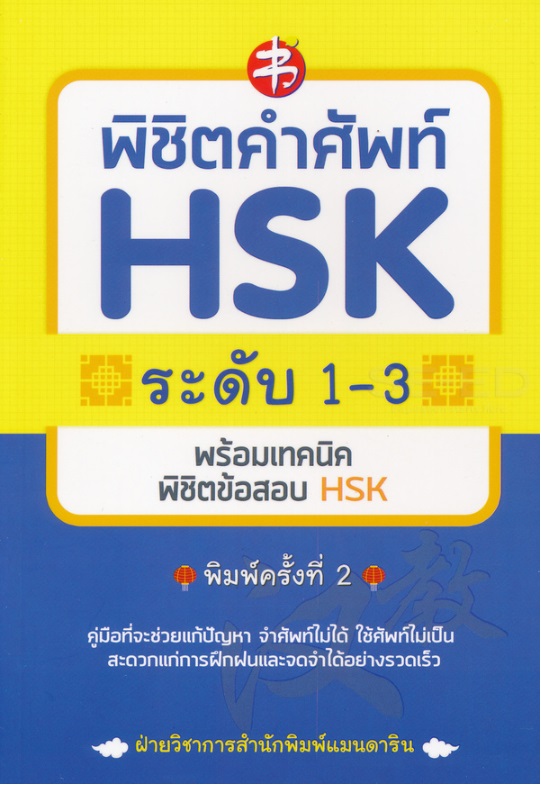 书
พิชิตคำศัพท์
HSK
ระดับ 1-3
พร้อมเทคนิค
พิชิตข้อสอบ HSK
พิมพ์ครั้งที่ 2
汉教
คู่มือที่จะช่วยแก้ปัญหา จำศัพท์ไม่ได้ ใช้ศัพท์ไม่เป็น
สะดวกแก่การฝึกฝนและจดจำได้อย่างรวดเร็ว
ฝ่ายวิชาการสำนักพิมพ์แมนดาริน